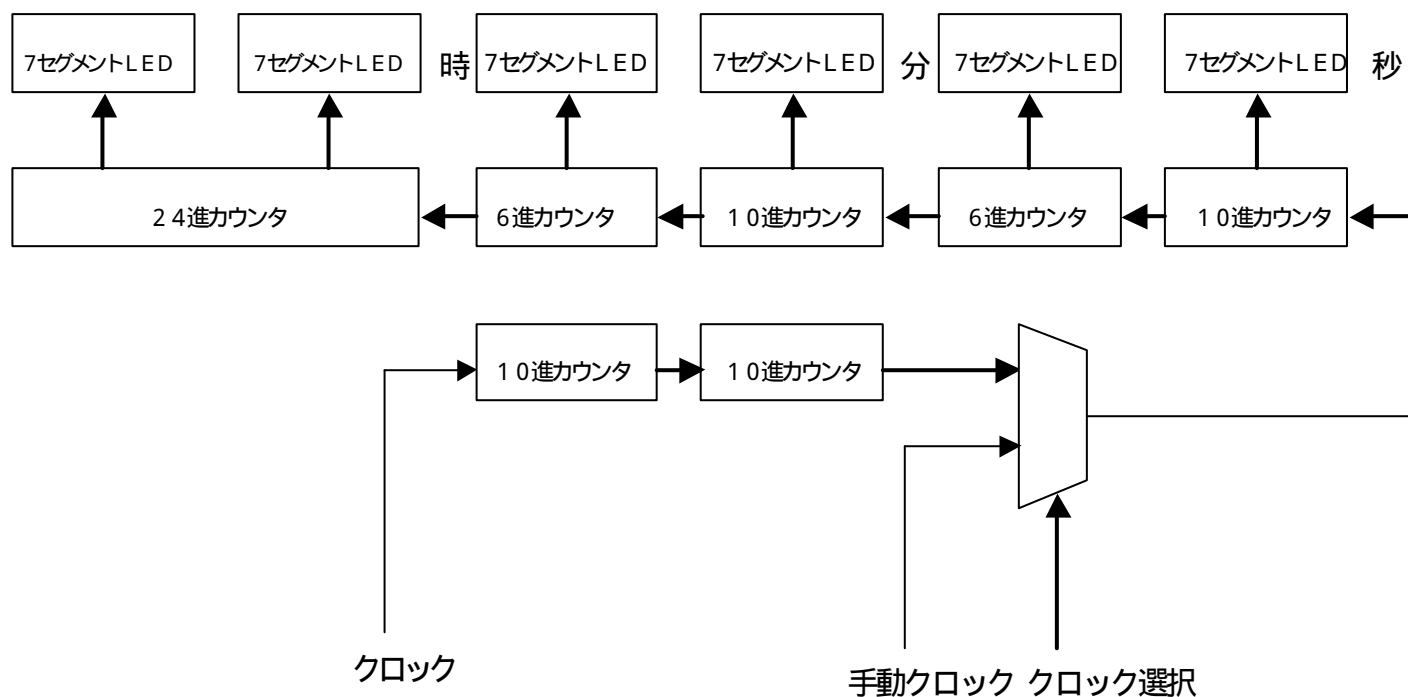 7セグメントLED 7セグメントLED 時 7セグメントLED 7セグメントLED 分 7セグメントLED 7セグメントLED 秒
24進カウンタ 6進カウンタ 10進カウンタ 6進カウンタ 10進カウンタ
10進カウンタ 10進カウンタ
クロック 手動クロック クロック選択